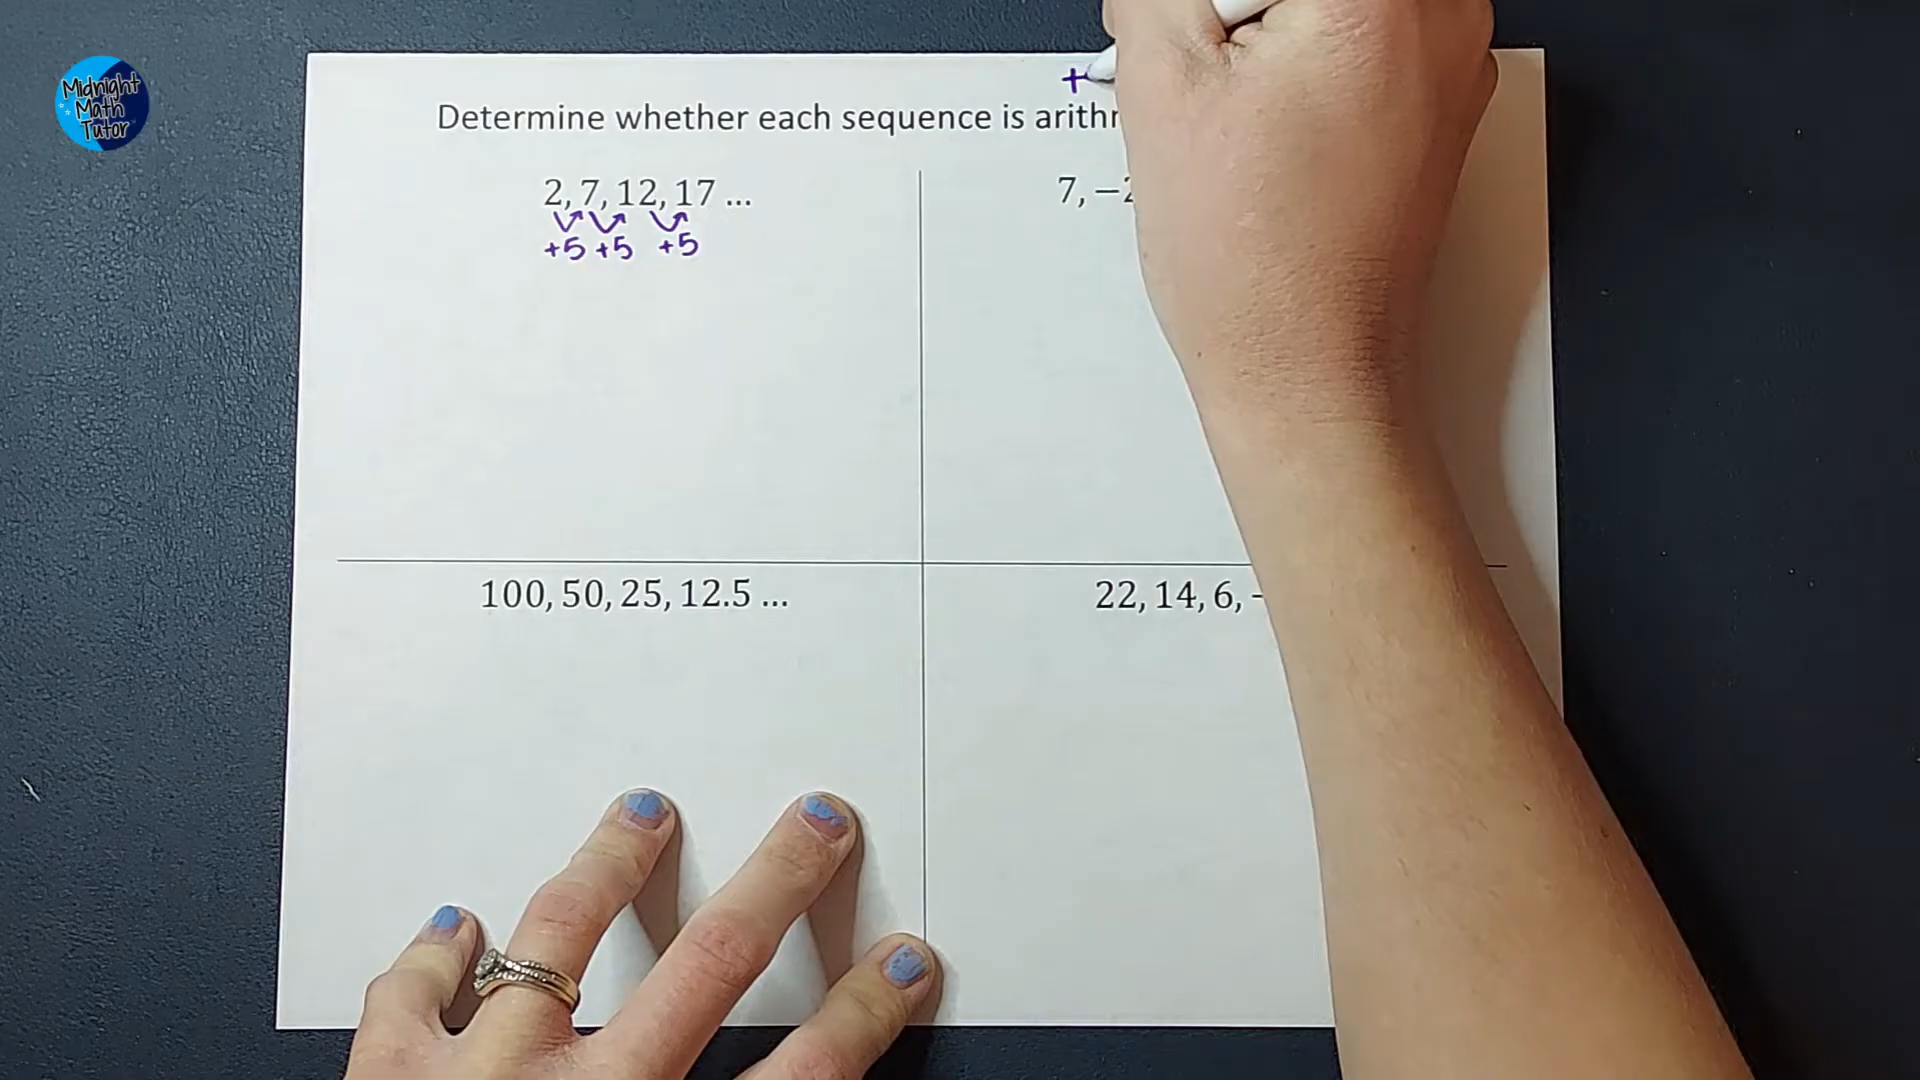 Midnight
Math
Tutor
+
Determine whether each sequence is
2, 7, 12, 17 ...
+5 +5 +5
7,
100, 50, 25, 12.5 ...
22, 14, 6,